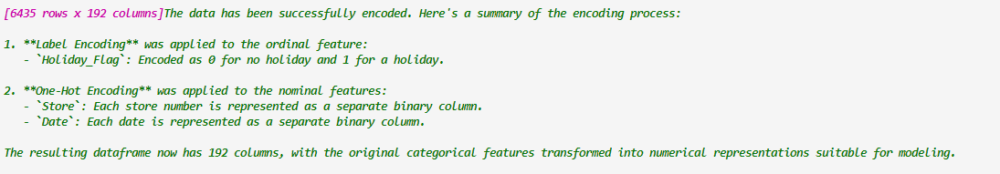 [6435 rows x 192 columns]The data has been successfully encoded. Here's a summary of the encoding process:
1. **Label Encoding** was applied to the ordinal feature:
- `Holiday_Flag`: Encoded as 0 for no holiday and 1 for a holiday.
2. **One-Hot Encoding** was applied to the nominal features:
- `Store`: Each store number is represented as a separate binary column.
- `Date`: Each date is represented as a separate binary column.
The resulting dataframe now has 192 columns, with the original categorical features transformed into numerical representations suitable for modeling.